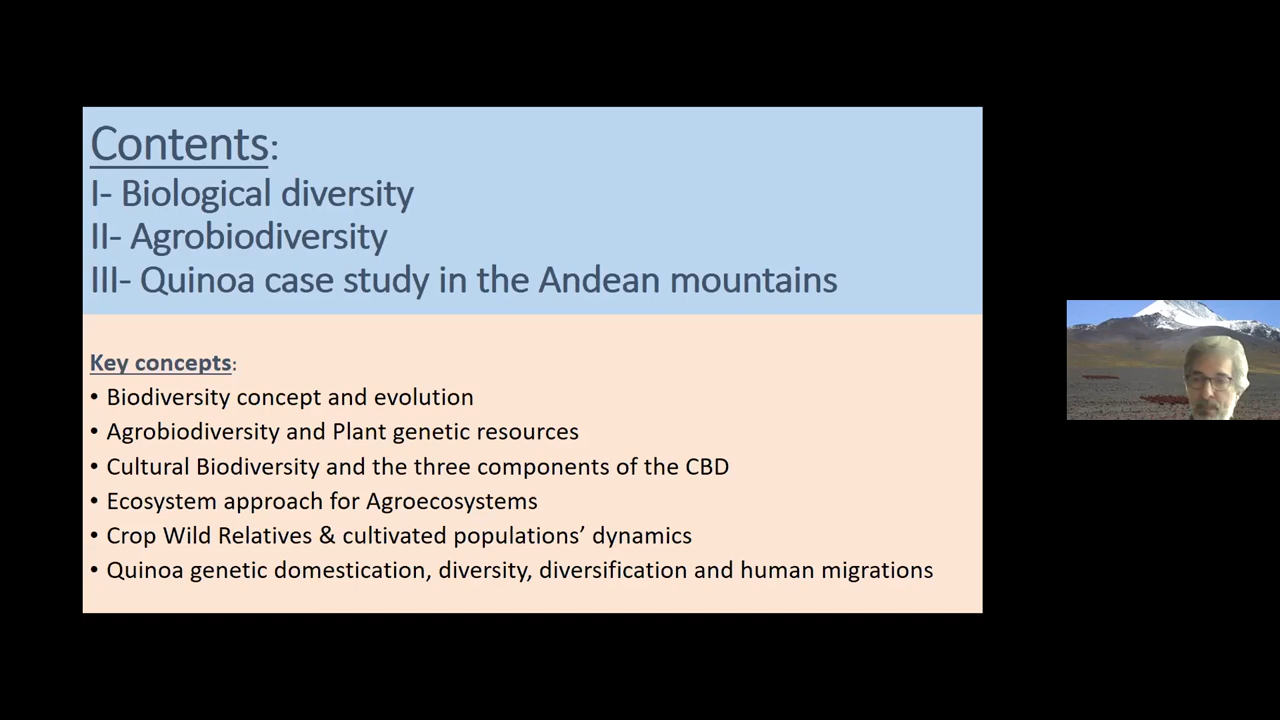 Contents:
I- Biological diversity
II- Agrobiodiversity
III- Quinoa case study in the Andean mountains
Key concepts:
• Biodiversity concept and evolution
• Agrobiodiversity and Plant genetic resources
• Cultural Biodiversity and the three components of the CBD
• Ecosystem approach for Agroecosystems
• Crop Wild Relatives & cultivated populations’ dynamics
• Quinoa genetic domestication, diversity, diversification and human migrations